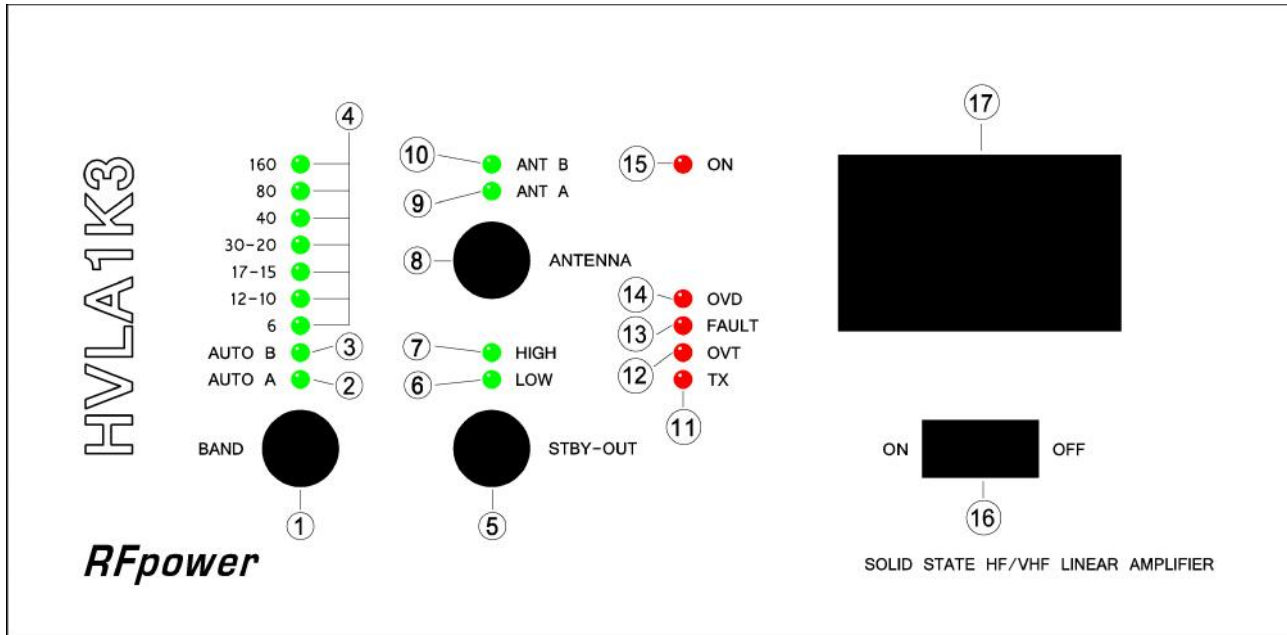 HVLA1K3
4
160
80
40
30-20
17-15
12-10
6
AUTO B
3
AUTO A
2
BAND
1
10
ANT B
9
ANT A
8
ANTENNA
7
HIGH
6
LOW
STBY-OUT
5
15
ON
14
OVD
13
FAULT
12
OVT
TX
11
17
ON
OFF
16
RFpower
SOLID STATE HF/VHF LINEAR AMPLIFIER